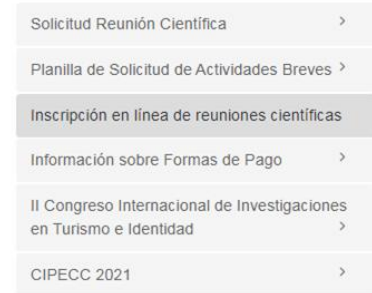 Solicitud Reunión Científica
Planilla de Solicitud de Actividades Breves
Inscripción en línea de reuniones científicas
Información sobre Formas de Pago
II Congreso Internacional de Investigaciones
en Turismo e Identidad
CIPECC 2021